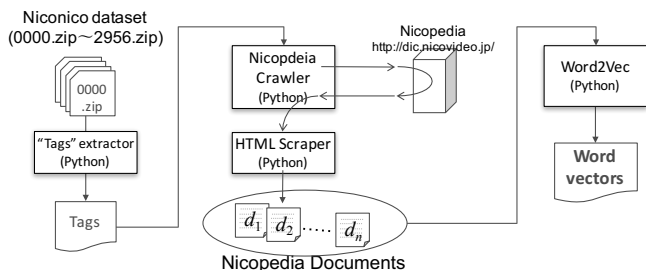 Niconico dataset
(0000.zip～2956.zip)
0000
.zip
“Tags” extractor
(Python)
Tags
Nicopdeia
Crawler
(Python)
Nicopedia
http://dic.nicovideo.jp/
HTML Scraper
(Python)
d1 d2 ..... dn
Nicopedia Documents
Word2Vec
(Python)
Word
vectors